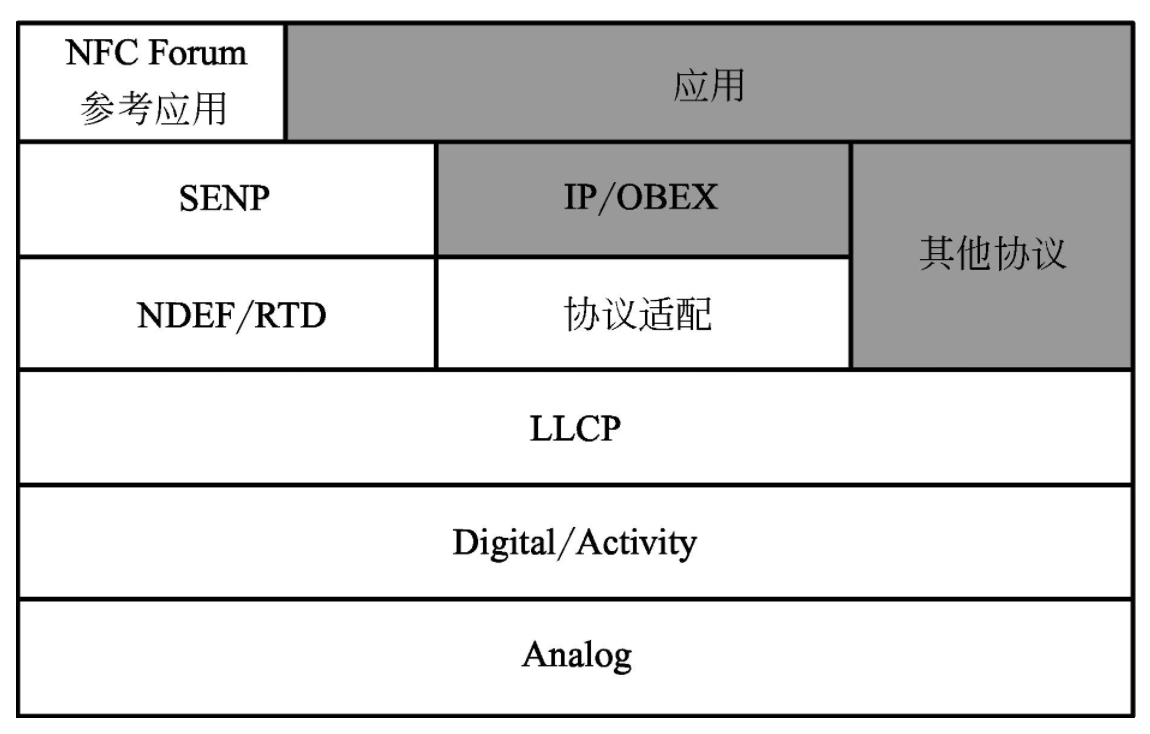 NFC Forum
参考应用
应用
SENP
IP/OBEX
其他协议
NDEF/RTD
协议适配
LLCP
Digital/Activity
Analog